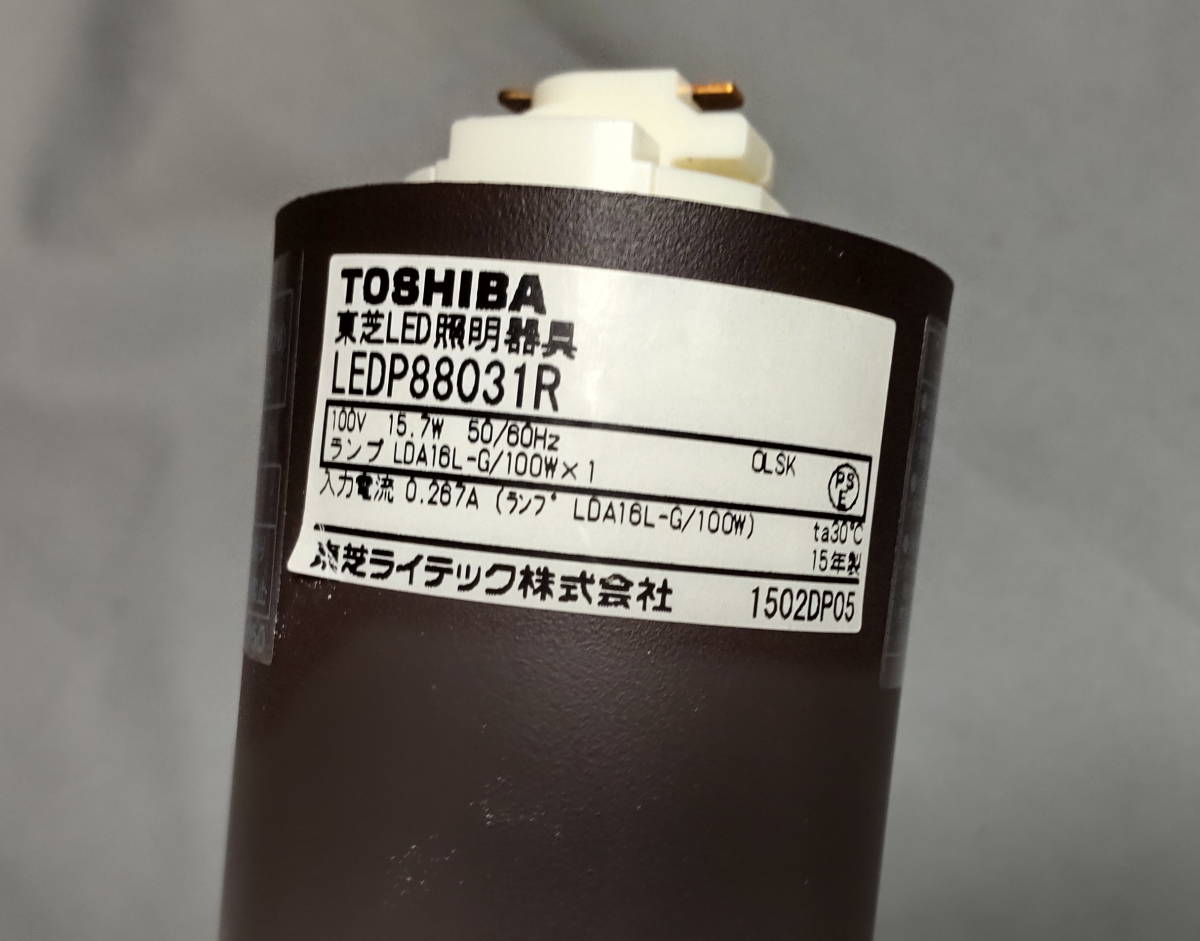 TOSHIBA
東芝LED照明器具
LEDP88031R
100V 15.7W 50/60Hz
ランプ LDA16L-G/100W×1 OLSK PSE
入力電流 0.267A (ランプ LDA16L-G/100W) ta30℃
15年製
東芝ライテック株式会社 1502DP05